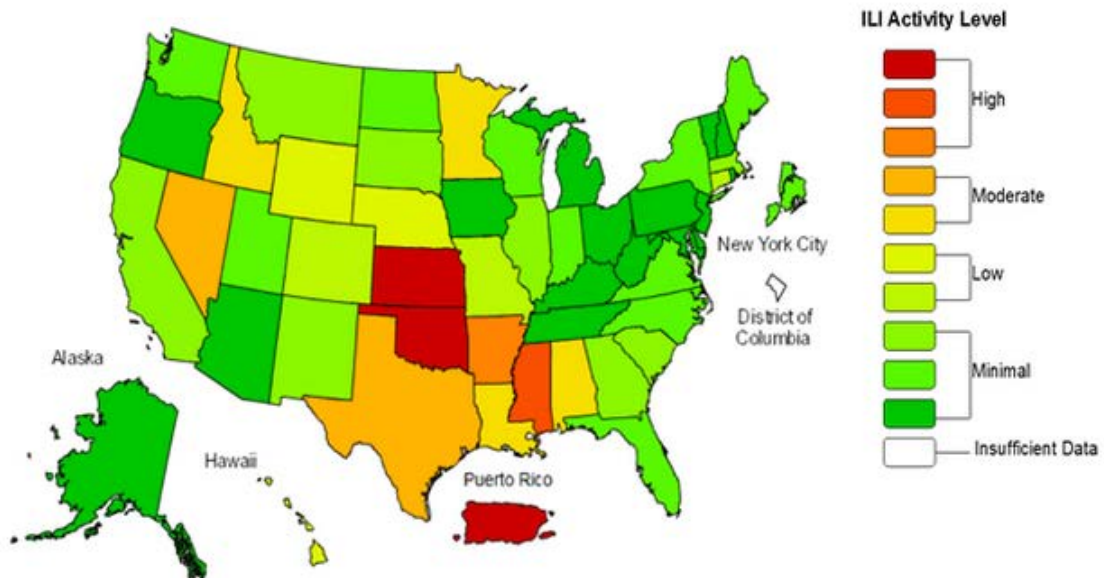 ILI Activity Level
High
Moderate
Low
Minimal
Insufficient Data
New York City
District of
Columbia
Alaska
Hawaii
Puerto Rico